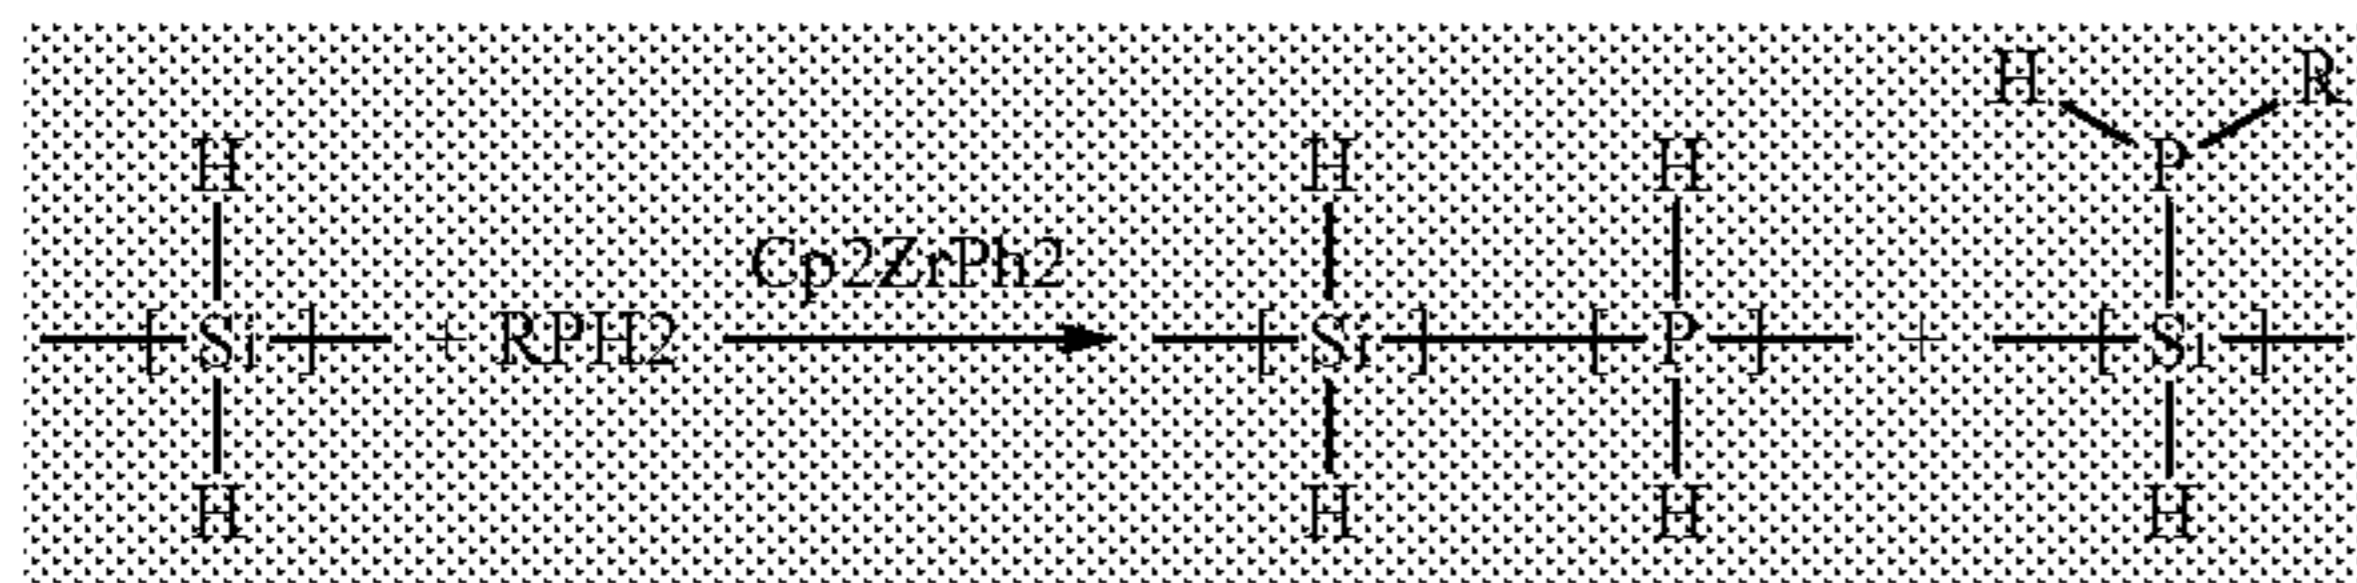 H R
H H H P
Cp2ZrPh2
[ Si ] + RPH2 [ Si ] [ P ] + [ Si ]
H H H H